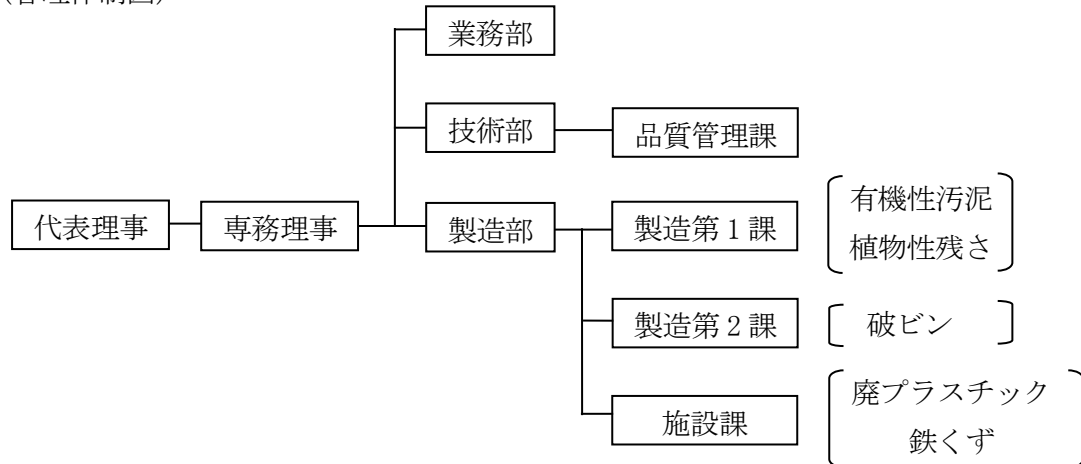 （管理体制図）
業務部
技術部
品質管理課
代表理事
専務理事
製造部
製造第１課
有機性汚泥
植物性残さ
製造第２課
破ビン
施設課
廃プラスチック
鉄くず